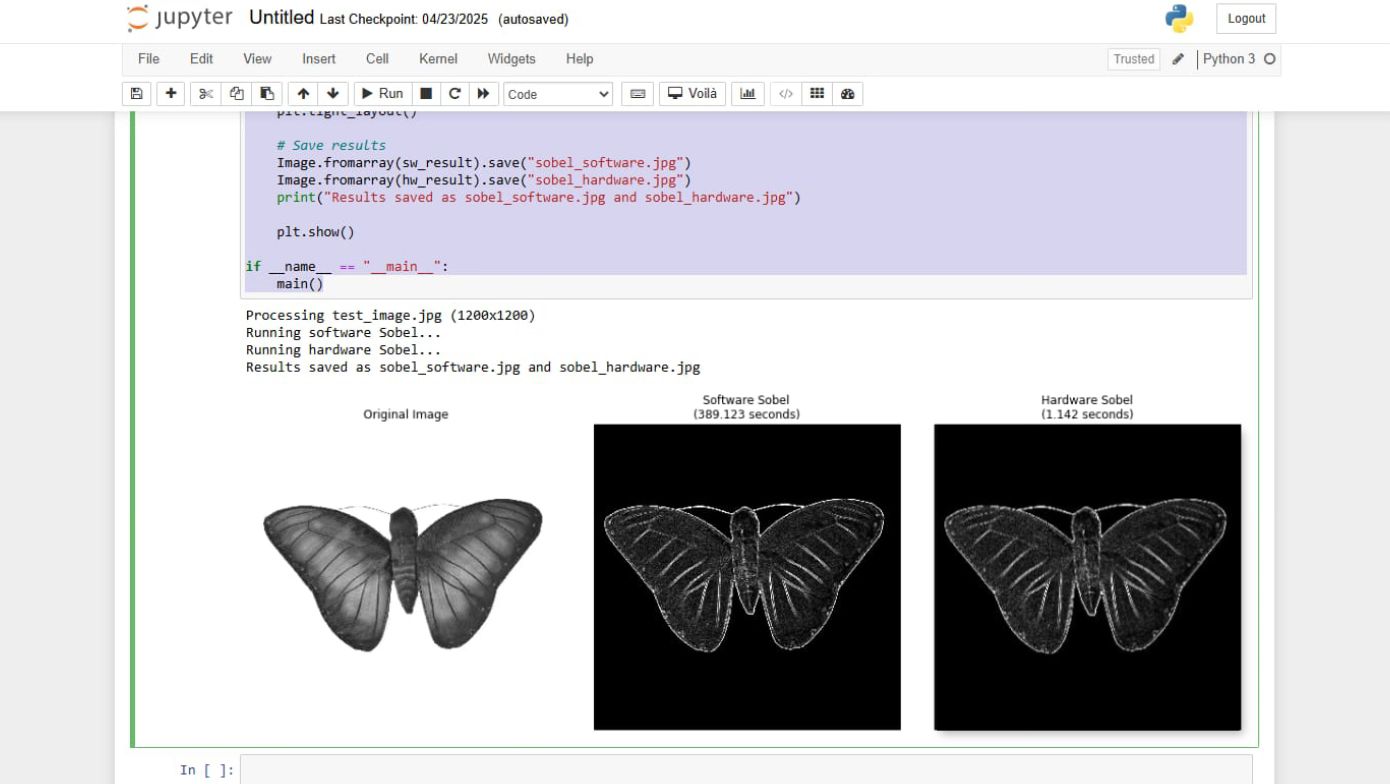 jupyter Untitled Last Checkpoint: 04/23/2025 (autosaved)
Logout
File Edit View Insert Cell Kernel Widgets Help
Trusted Python 3
Run Code Voilà
plt.tight_layout()
# Save results
Image.fromarray(sw_result).save("sobel_software.jpg")
Image.fromarray(hw_result).save("sobel_hardware.jpg")
print("Results saved as sobel_software.jpg and sobel_hardware.jpg")
plt.show()
if __name__ == "__main__":
main()
Processing test_image.jpg (1200x1200)
Running software Sobel...
Running hardware Sobel...
Results saved as sobel_software.jpg and sobel_hardware.jpg
Original Image
Software Sobel
(389.123 seconds)
Hardware Sobel
(1.142 seconds)
In [ ]: